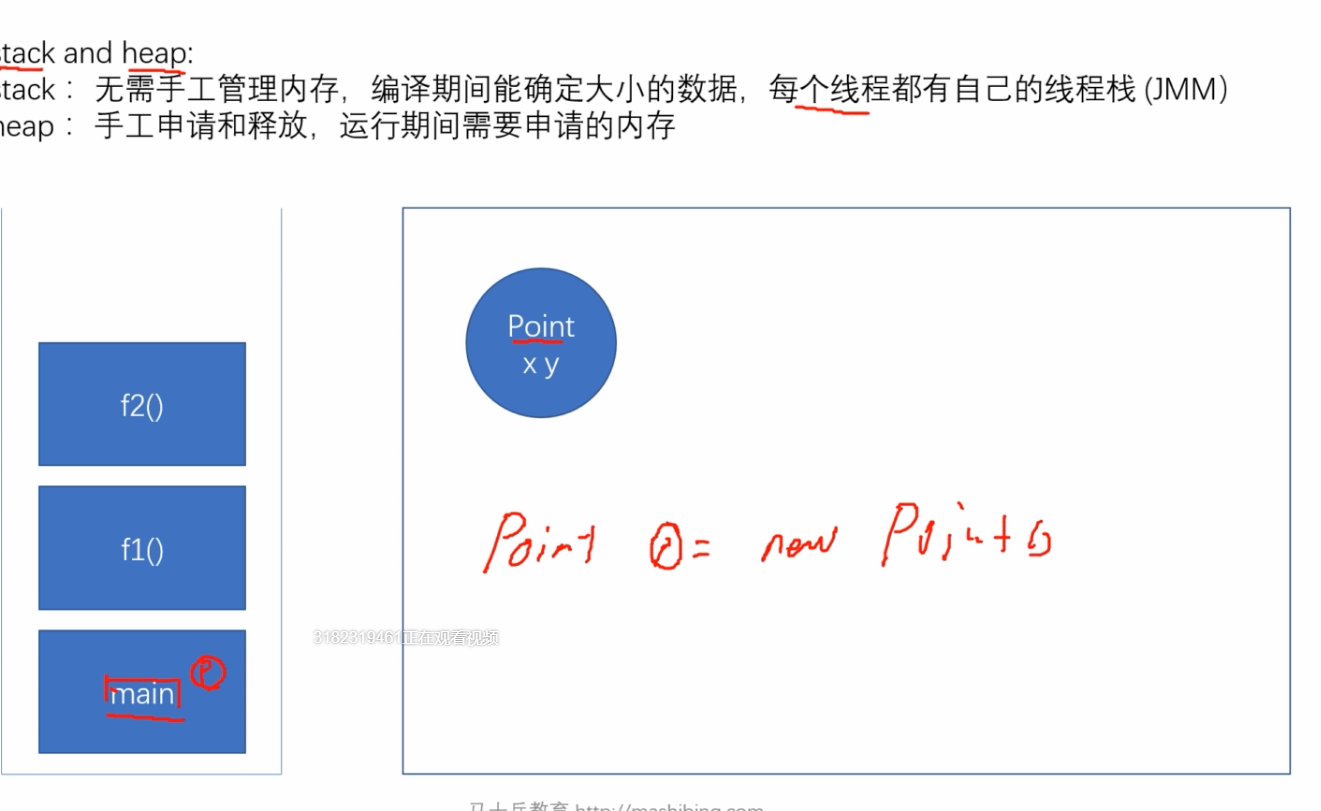 stack and heap:
stack： 无需手工管理内存，编译期间能确定大小的数据，每个线程都有自己的线程栈 (JMM）
heap： 手工申请和释放，运行期间需要申请的内存
Point
x y
f2()
Point P = new Point()
f1()
3182319461正在观看视频
P
main
马士兵教育 http://mashibing.com